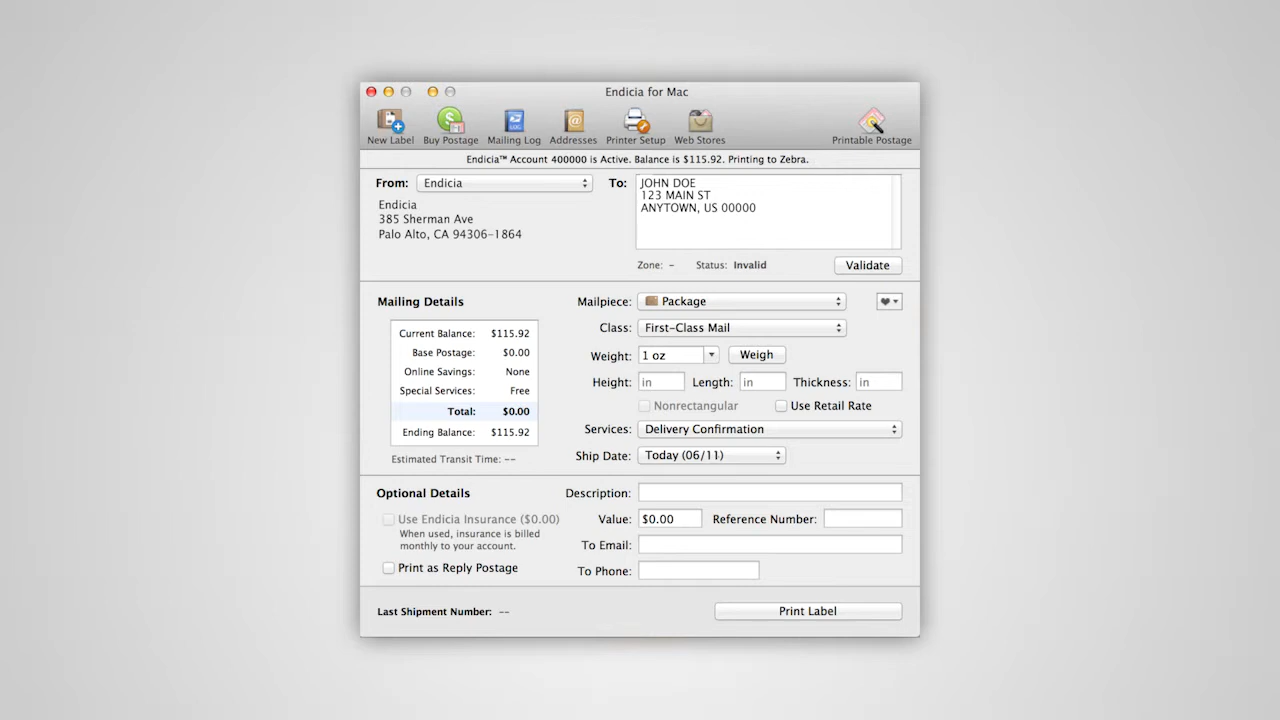 Endicia for Mac
New Label Buy Postage Mailing Log Addresses Printer Setup Web Stores Printable Postage
Endicia™ Account 400000 is Active. Balance is $115.92. Printing to Zebra.
From: Endicia
Endicia
385 Sherman Ave
Palo Alto, CA 94306-1864
To: JOHN DOE
123 MAIN ST
ANYTOWN, US 00000
Zone: – Status: Invalid Validate
Mailing Details
Current Balance: $115.92
Base Postage: $0.00
Online Savings: None
Special Services: Free
Total: $0.00
Ending Balance: $115.92
Estimated Transit Time: --
Mailpiece: Package
Class: First-Class Mail
Weight: 1 oz Weigh
Height: in Length: in Thickness: in
Nonrectangular Use Retail Rate
Services: Delivery Confirmation
Ship Date: Today (06/11)
Optional Details
Use Endicia Insurance ($0.00)
When used, insurance is billed
monthly to your account.
Print as Reply Postage
Description:
Value: $0.00 Reference Number:
To Email:
To Phone:
Last Shipment Number: -- Print Label